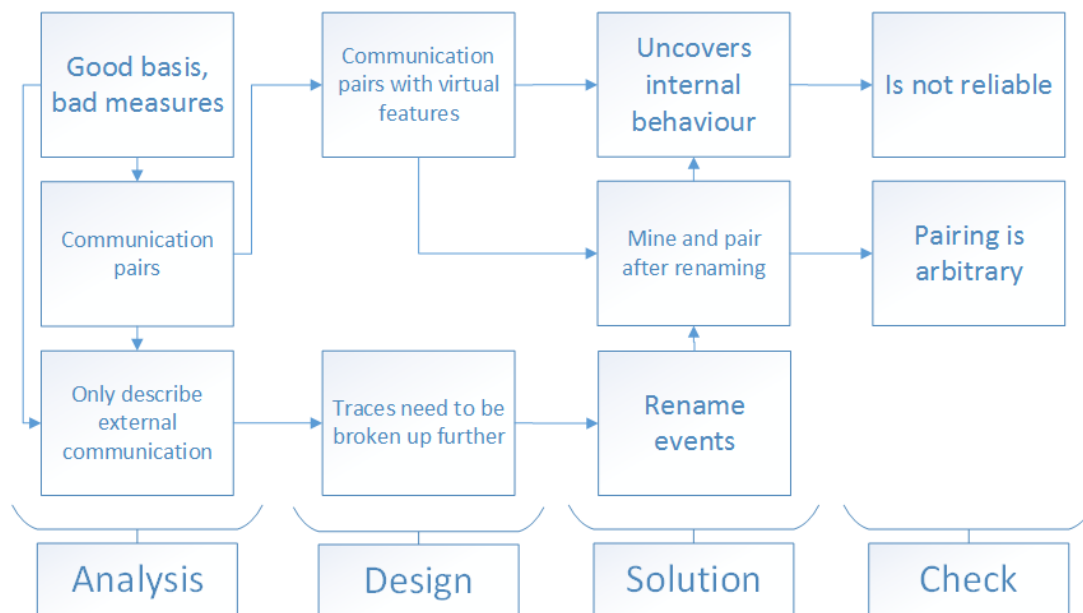 Good basis,
bad measures
Communication
pairs with virtual
features
Uncovers
internal
behaviour
Is not reliable
Communication
pairs
Mine and pair
after renaming
Pairing is
arbitrary
Only describe
external
communication
Traces need to be
broken up further
Rename
events
Analysis
Design
Solution
Check